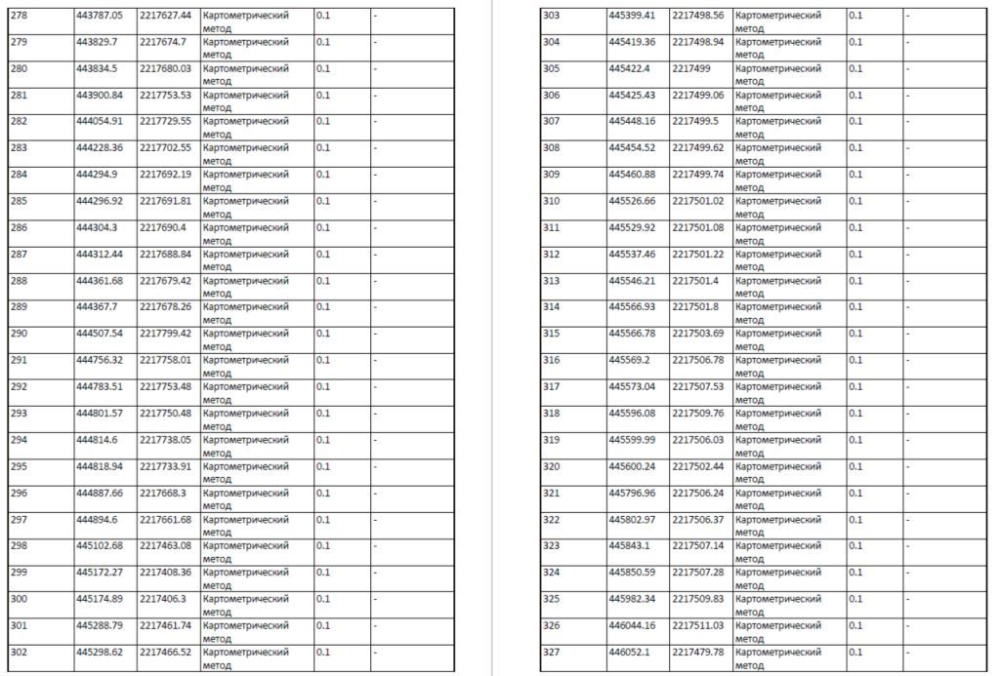 278 443787.05 2217627.44 Картометрический метод 0.1 -
279 443829.7 2217674.7 Картометрический метод 0.1 -
280 443834.5 2217680.03 Картометрический метод 0.1 -
281 443900.84 2217753.53 Картометрический метод 0.1 -
282 444054.91 2217729.55 Картометрический метод 0.1 -
283 444228.36 2217702.55 Картометрический метод 0.1 -
284 444294.9 2217692.19 Картометрический метод 0.1 -
285 444296.92 2217691.81 Картометрический метод 0.1 -
286 444304.3 2217690.4 Картометрический метод 0.1 -
287 444312.44 2217688.84 Картометрический метод 0.1 -
288 444361.68 2217679.42 Картометрический метод 0.1 -
289 444367.7 2217678.26 Картометрический метод 0.1 -
290 444507.54 2217799.42 Картометрический метод 0.1 -
291 444756.32 2217758.01 Картометрический метод 0.1 -
292 444783.51 2217753.48 Картометрический метод 0.1 -
293 444801.57 2217750.48 Картометрический метод 0.1 -
294 444814.6 2217738.05 Картометрический метод 0.1 -
295 444818.94 2217733.91 Картометрический метод 0.1 -
296 444887.66 2217668.3 Картометрический метод 0.1 -
297 444894.6 2217661.68 Картометрический метод 0.1 -
298 445102.68 2217463.08 Картометрический метод 0.1 -
299 445172.27 2217408.36 Картометрический метод 0.1 -
300 445174.89 2217406.3 Картометрический метод 0.1 -
301 445288.79 2217461.74 Картометрический метод 0.1 -
302 445298.62 2217466.52 Картометрический метод 0.1 -
303 445399.41 2217498.56 Картометрический метод 0.1 -
304 445419.36 2217498.94 Картометрический метод 0.1 -
305 445422.4 2217499 Картометрический метод 0.1 -
306 445425.43 2217499.06 Картометрический метод 0.1 -
307 445448.16 2217499.5 Картометрический метод 0.1 -
308 445454.52 2217499.62 Картометрический метод 0.1 -
309 445460.88 2217499.74 Картометрический метод 0.1 -
310 445526.66 2217501.02 Картометрический метод 0.1 -
311 445529.92 2217501.08 Картометрический метод 0.1 -
312 445537.46 2217501.22 Картометрический метод 0.1 -
313 445546.21 2217501.4 Картометрический метод 0.1 -
314 445566.93 2217501.8 Картометрический метод 0.1 -
315 445566.78 2217503.69 Картометрический метод 0.1 -
316 445569.2 2217506.78 Картометрический метод 0.1 -
317 445573.04 2217507.53 Картометрический метод 0.1 -
318 445596.08 2217509.76 Картометрический метод 0.1 -
319 445599.99 2217506.03 Картометрический метод 0.1 -
320 445600.24 2217502.44 Картометрический метод 0.1 -
321 445796.96 2217506.24 Картометрический метод 0.1 -
322 445802.97 2217506.37 Картометрический метод 0.1 -
323 445843.1 2217507.14 Картометрический метод 0.1 -
324 445850.59 2217507.28 Картометрический метод 0.1 -
325 445982.34 2217509.83 Картометрический метод 0.1 -
326 446044.16 2217511.03 Картометрический метод 0.1 -
327 446052.1 2217479.78 Картометрический метод 0.1 -